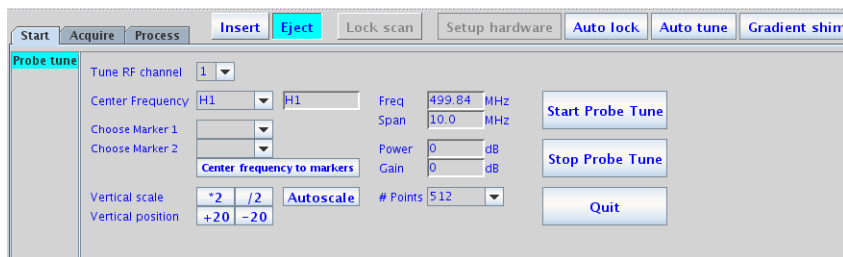 Start Acquire Process Insert Eject Lock scan Setup hardware Auto lock Auto tune Gradient shim
Probe tune
Tune RF channel 1
Center Frequency H1 H1 Freq 499.84 MHz
Span 10.0 MHz
Start Probe Tune
Choose Marker 1
Choose Marker 2 Power 0 dB
Stop Probe Tune
Center frequency to markers Gain 0 dB
Vertical scale *2 /2 Autoscale # Points 512
Quit
Vertical position +20 -20